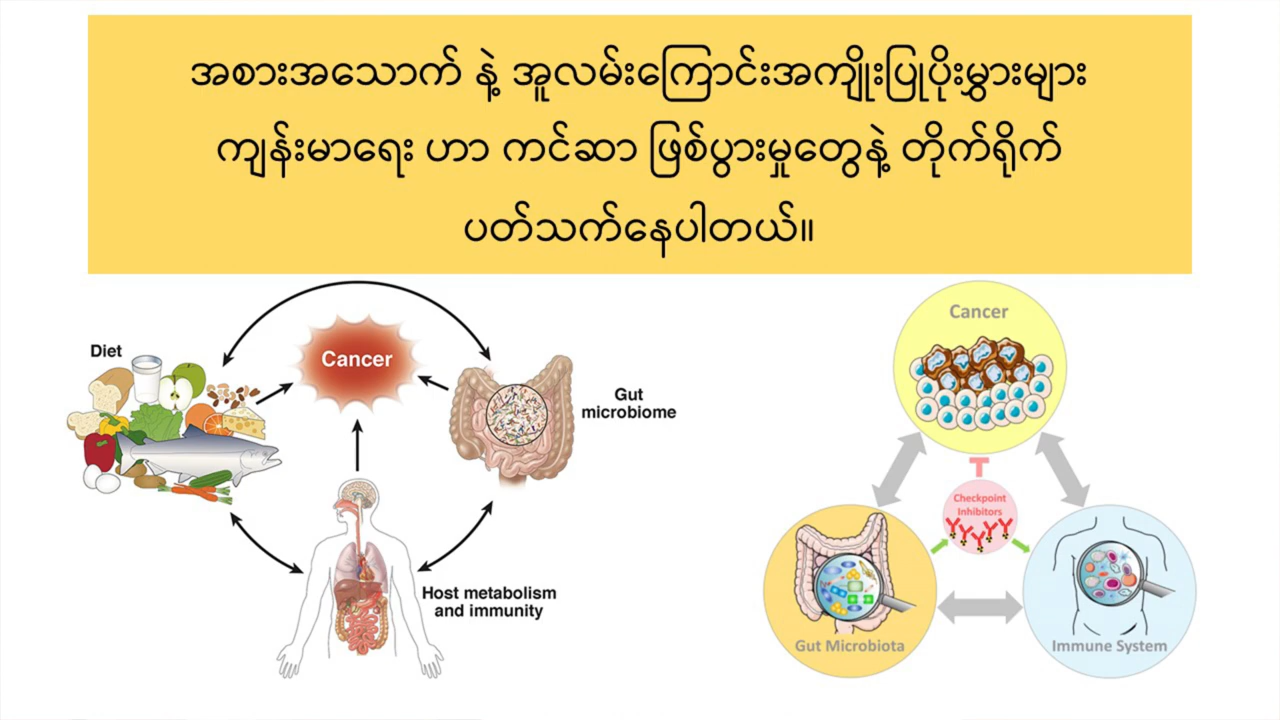 အစားအသောက် နဲ့ အူလမ်းကြောင်းအကျိုးပြုပိုးမွှားများ
ကျန်းမာရေး ဟာ ကင်ဆာ ဖြစ်ပွားမှုတွေနဲ့ တိုက်ရိုက်
ပတ်သက်နေပါတယ်။
Diet
Cancer
Gut
microbiome
Host metabolism
and immunity
Cancer
Checkpoint
Inhibitors
Gut Microbiota
Immune System